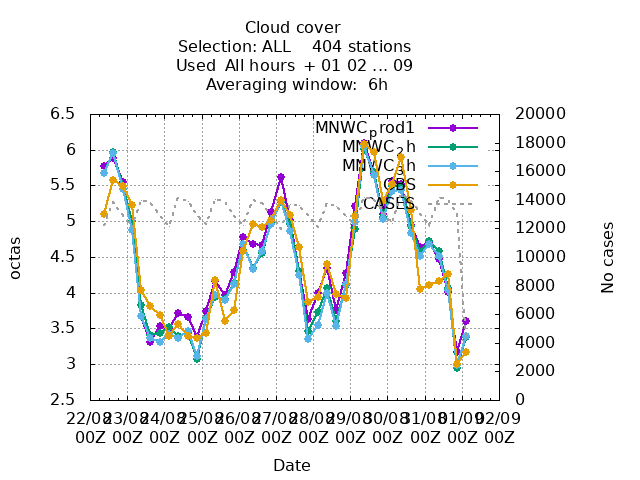 Cloud cover
Selection: ALL    404 stations
Used  All hours  + 01 02 ... 09
Averaging window:  6h
6.5
6
5.5
5
4.5
4
3.5
3
2.5
20000
18000
16000
14000
12000
10000
8000
6000
4000
2000
0
MNWCprod1
MNWC2h
MNWC3h
OBS
CASES
octas
No cases
22/08 23/08 24/08 25/08 26/08 27/08 28/08 29/08 30/08 31/08 01/09 02/09
00Z 00Z 00Z 00Z 00Z 00Z 00Z 00Z 00Z 00Z 00Z 00Z
Date